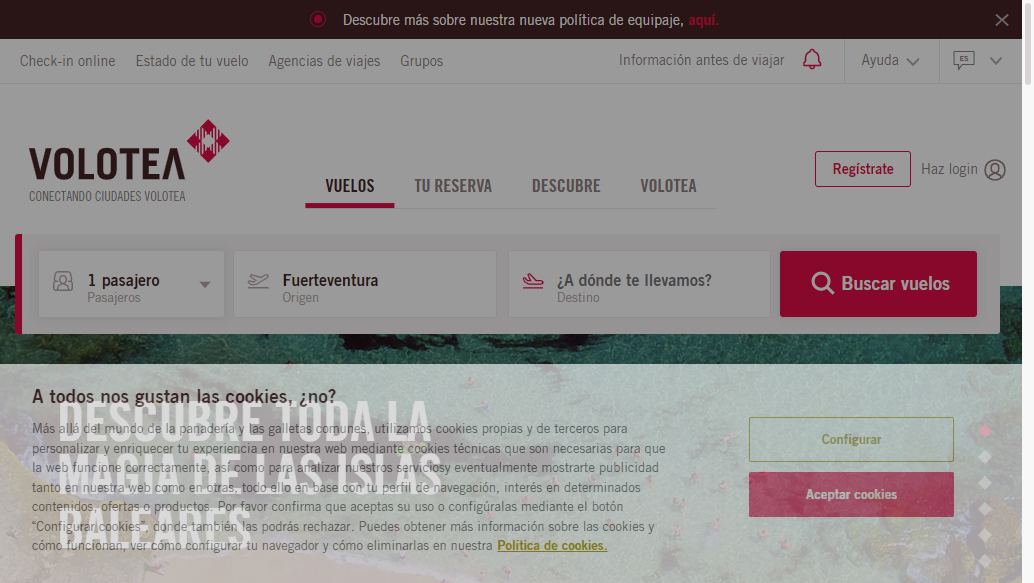 Descubre más sobre nuestra nueva política de equipaje, aquí.
Check-in online Estado de tu vuelo Agencias de viajes Grupos Información antes de viajar Ayuda ES
VOLOTEA
CONECTANDO CIUDADES VOLOTEA
VUELOS TU RESERVA DESCUBRE VOLOTEA
Regístrate Haz login
1 pasajero
Pasajeros
Fuerteventura
Origen
¿A dónde te llevamos?
Destino
Buscar vuelos
A todos nos gustan las cookies, ¿no?
Más allá del mundo de la panadería y las galletas comunes, utilizamos cookies propias y de terceros para
personalizar y enriquecer tu experiencia en nuestra web mediante cookies técnicas que son necesarias para que
la web funcione correctamente, así como para analizar nuestros serviciosy eventualmente mostrarte publicidad
tanto en nuestra web como en otras, todo ello en base con tu perfil de navegación, interés en determinados
contenidos, ofertas o productos. Por favor confirma que aceptas su uso o configúralas mediante el botón
“Configurar cookies”, donde también las podrás rechazar. Puedes obtener más información sobre las cookies y
cómo funcionan, ver cómo configurar tu navegador y cómo eliminarlas en nuestra Política de cookies.
Configurar
Aceptar cookies
DESCUBRE TODA LA
MAGIA DE LAS ISLAS
BALEARES